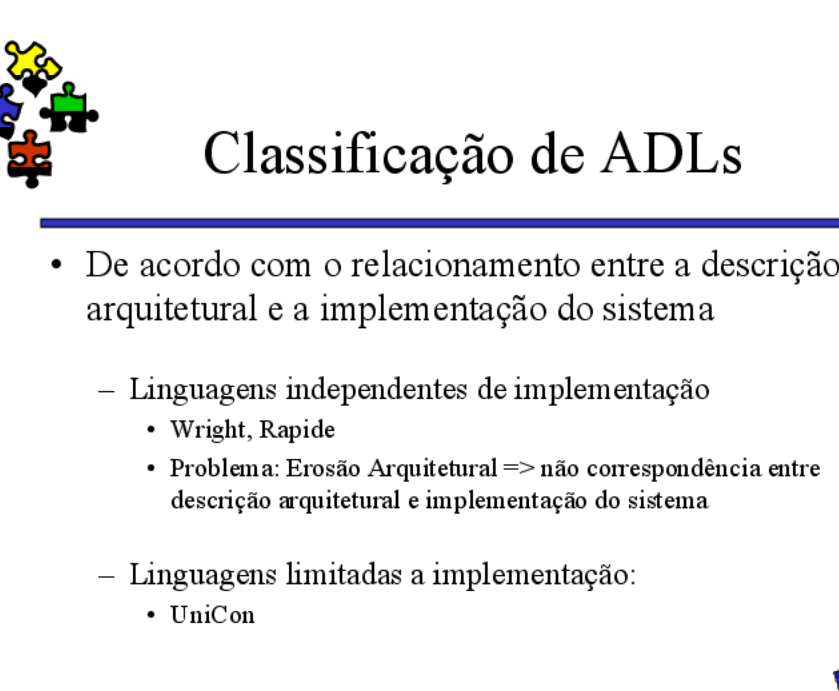 Classificação de ADLs
• De acordo com o relacionamento entre a descrição
arquitetural e a implementação do sistema
– Linguagens independentes de implementação
• Wright, Rapide
• Problema: Erosão Arquitetural => não correspondência entre
descrição arquitetural e implementação do sistema
– Linguagens limitadas a implementação:
• UniCon